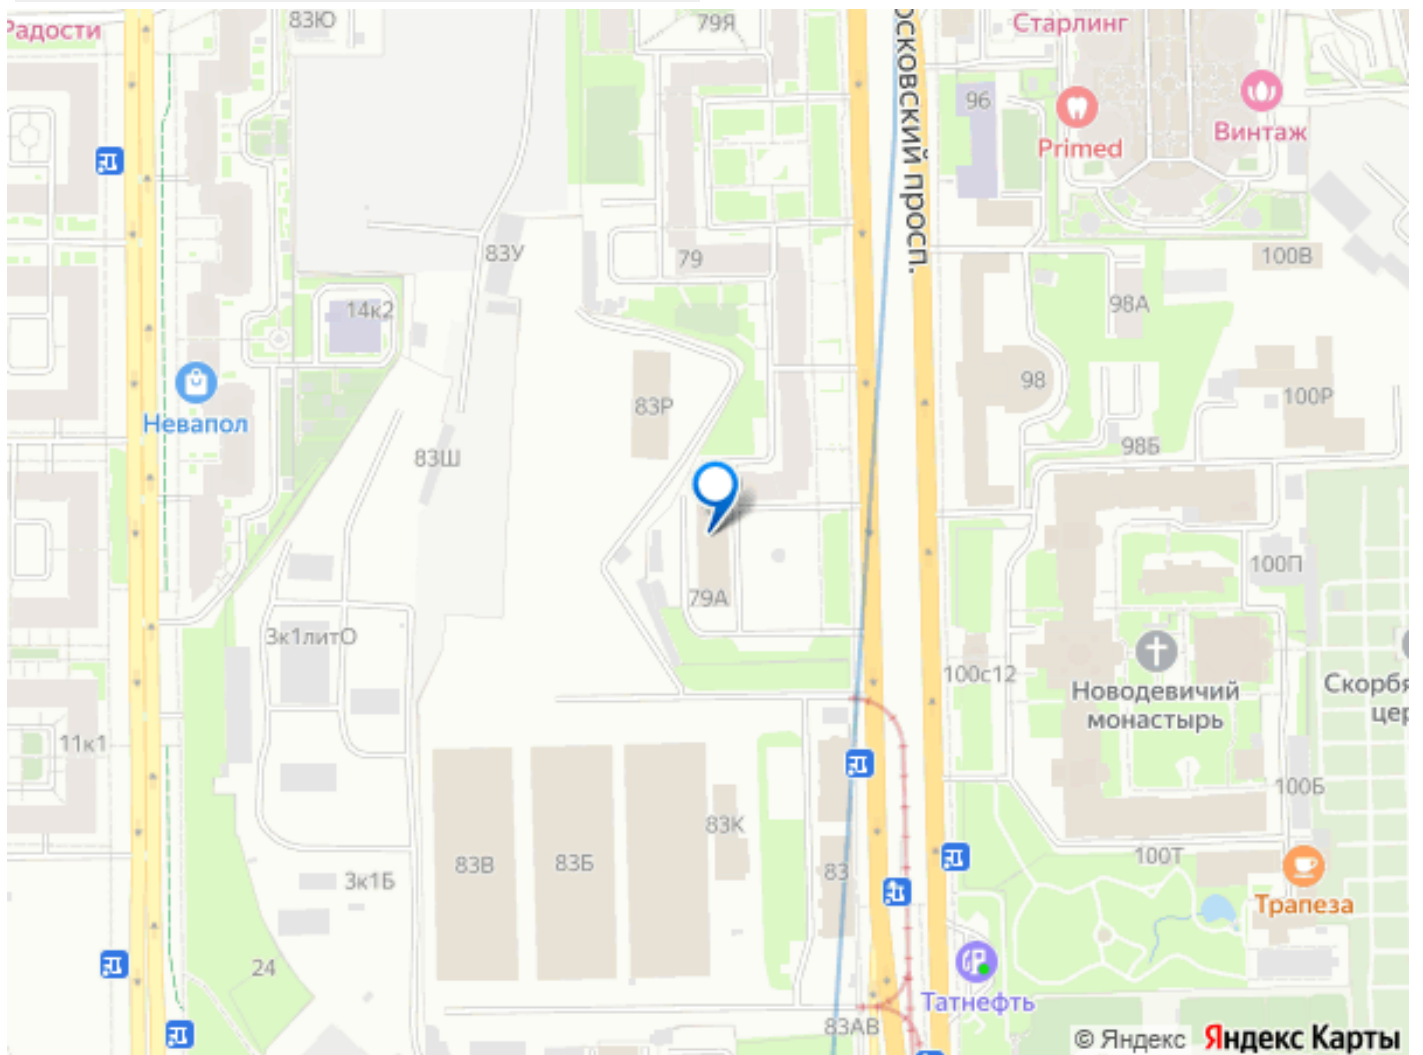 Радости
83Ю
79Я
Московский просп.
Старлинг
96
Primed
Винтаж
83У
79
100В
98А
14к2
98
100Р
83Р
Невапол
98Б
83Ш
100П
79А
3к1литО
100с12
Новодевичий
монастырь
Скорбя
цер
11к1
100Б
83К
83В
83Б
83
100Т
3к1Б
Трапеза
24
Татнефть
83АВ
© Яндекс Яндекс Карты